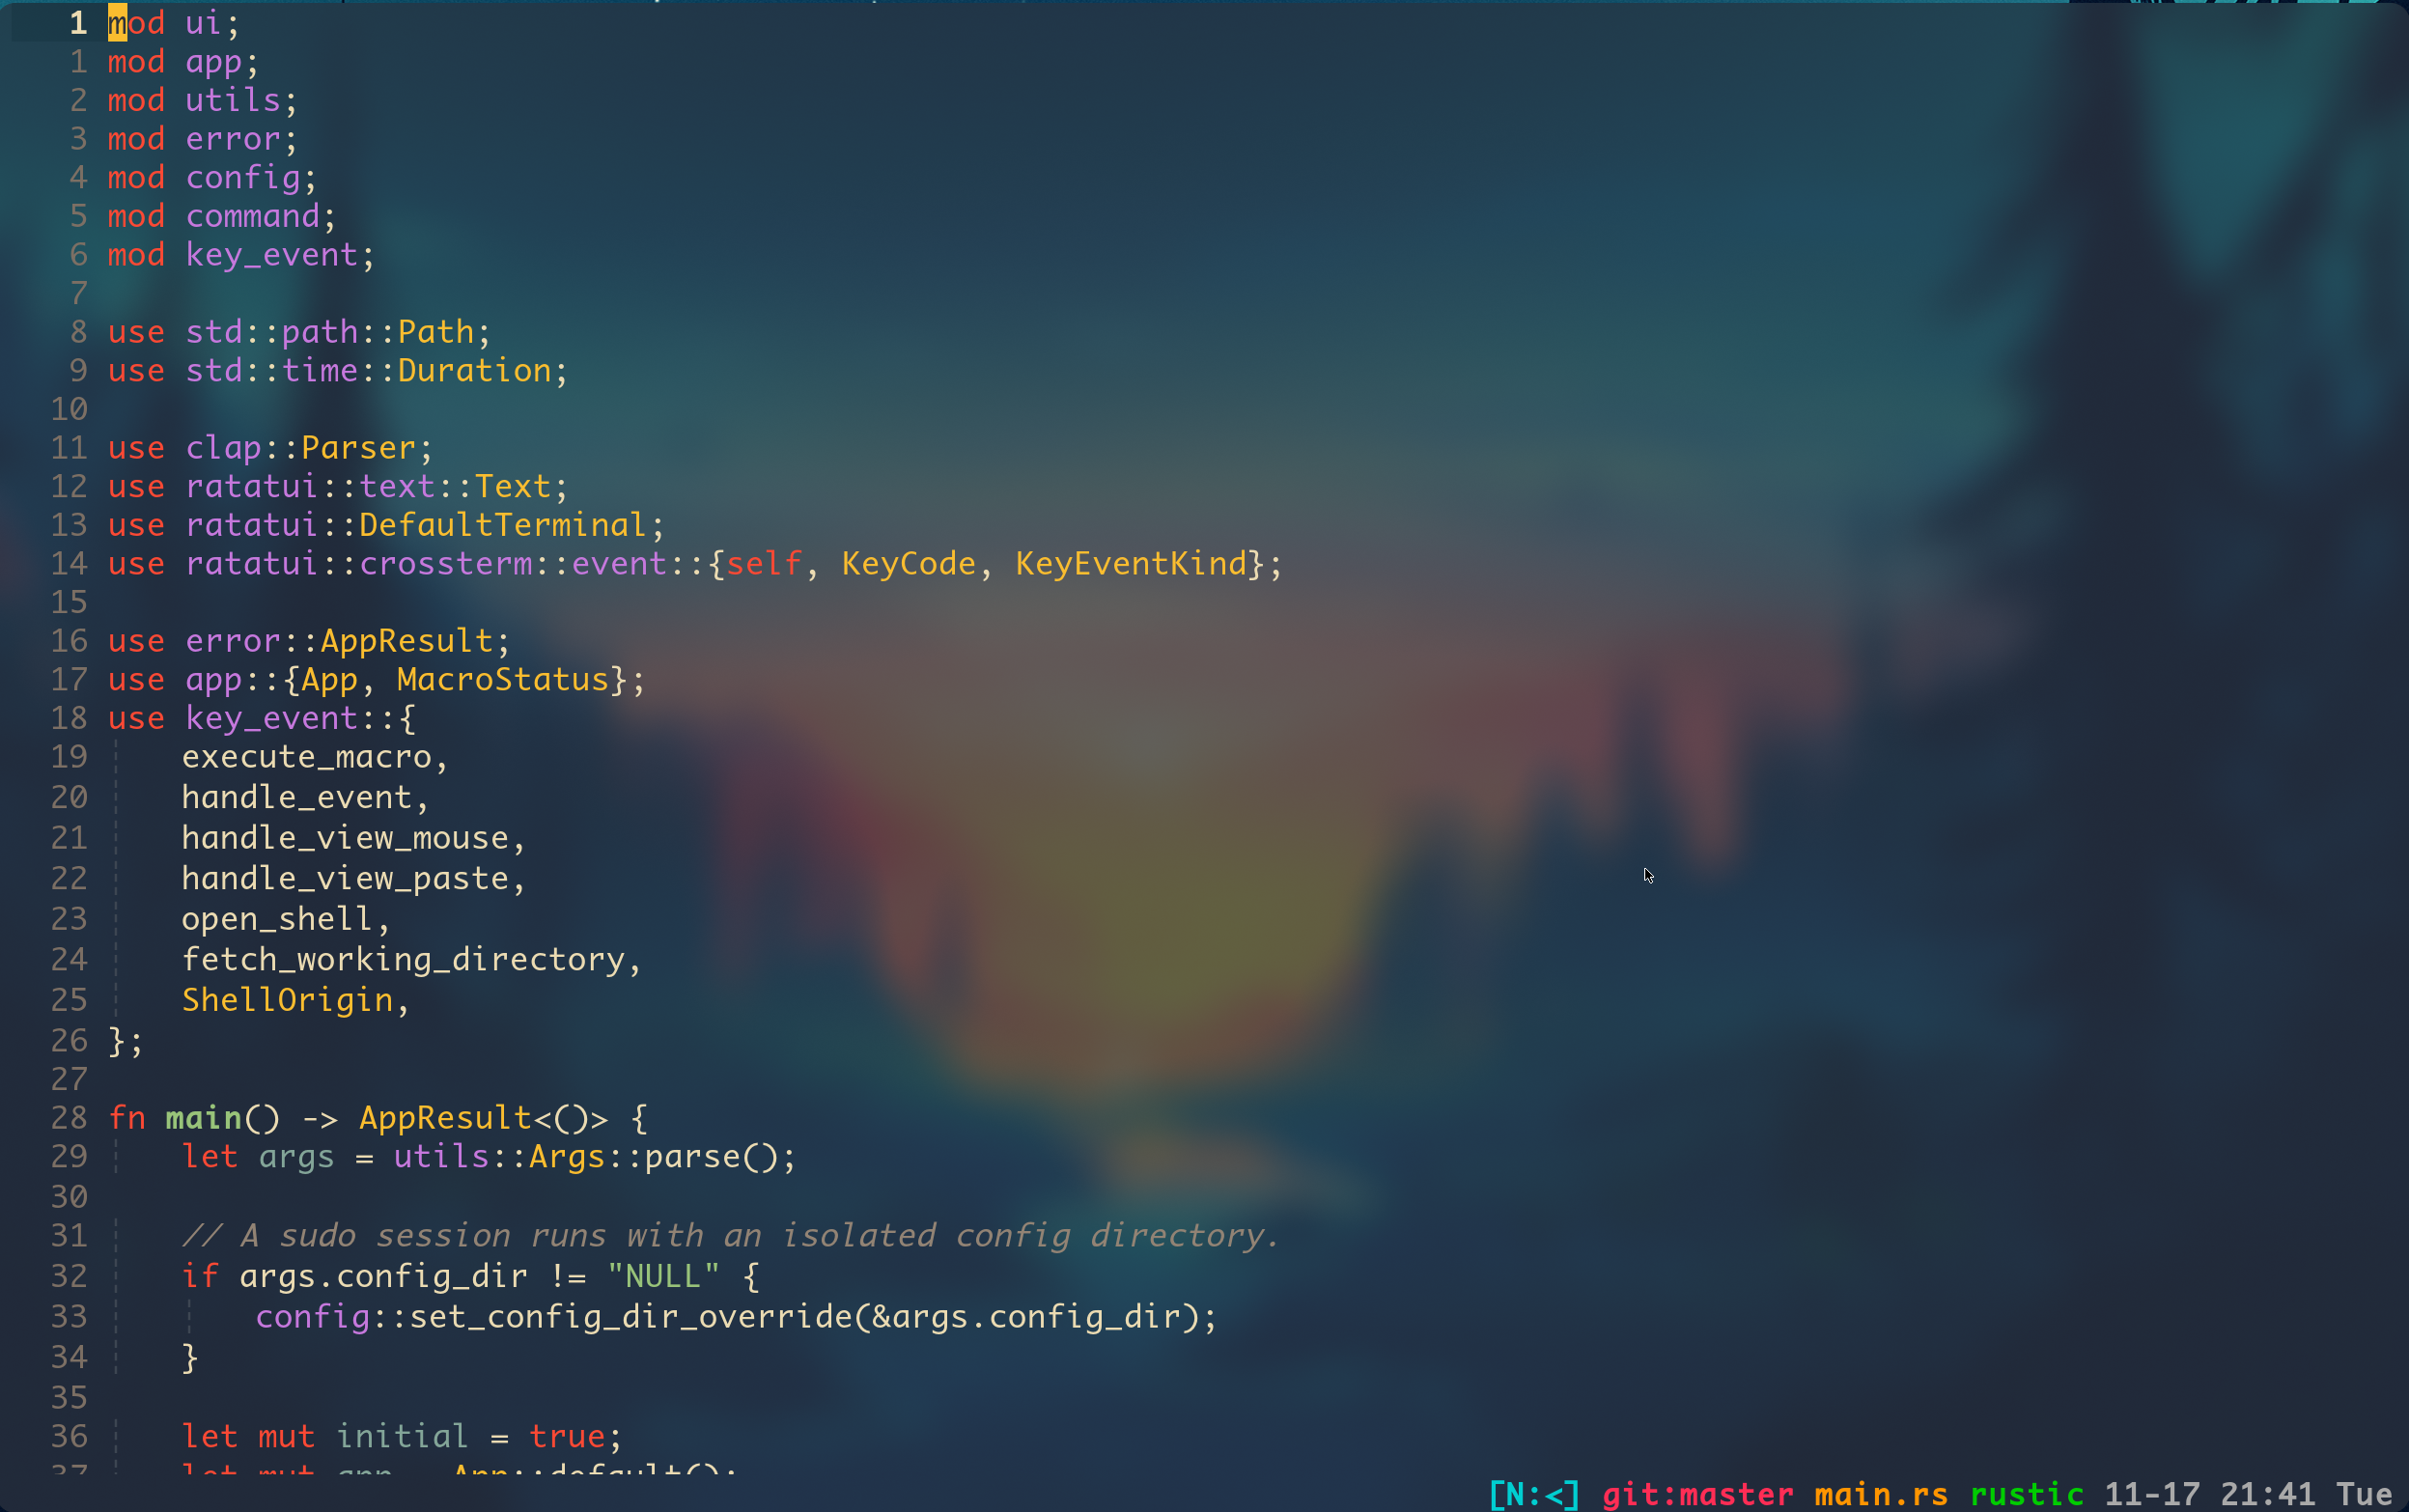 1 mod ui;
1 mod app;
2 mod utils;
3 mod error;
4 mod config;
5 mod command;
6 mod key_event;
7
8 use std::path::Path;
9 use std::time::Duration;
10
11 use clap::Parser;
12 use ratatui::text::Text;
13 use ratatui::DefaultTerminal;
14 use ratatui::crossterm::event::{self, KeyCode, KeyEventKind};
15
16 use error::AppResult;
17 use app::{App, MacroStatus};
18 use key_event::{
19     execute_macro,
20     handle_event,
21     handle_view_mouse,
22     handle_view_paste,
23     open_shell,
24     fetch_working_directory,
25     ShellOrigin,
26 };
27
28 fn main() -> AppResult<()> {
29     let args = utils::Args::parse();
30
31     // A sudo session runs with an isolated config directory.
32     if args.config_dir != "NULL" {
33         config::set_config_dir_override(&args.config_dir);
34     }
35
36     let mut initial = true;
37     let mut app = App::default();
[N:<] git:master main.rs rustic 11-17 21:41 Tue